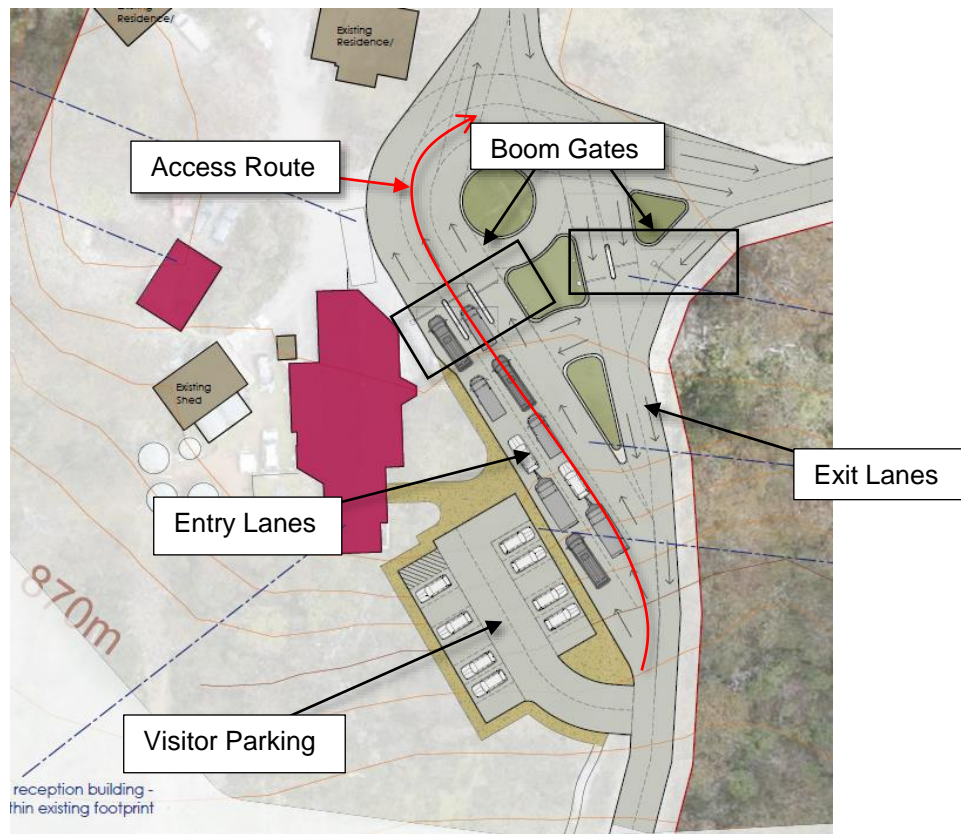 Existing
Residence/
Existing
Residence/
Boom Gates
Access Route
Existing
Shed
Exit Lanes
Entry Lanes
870m
Visitor Parking
reception building -
thin existing footprint